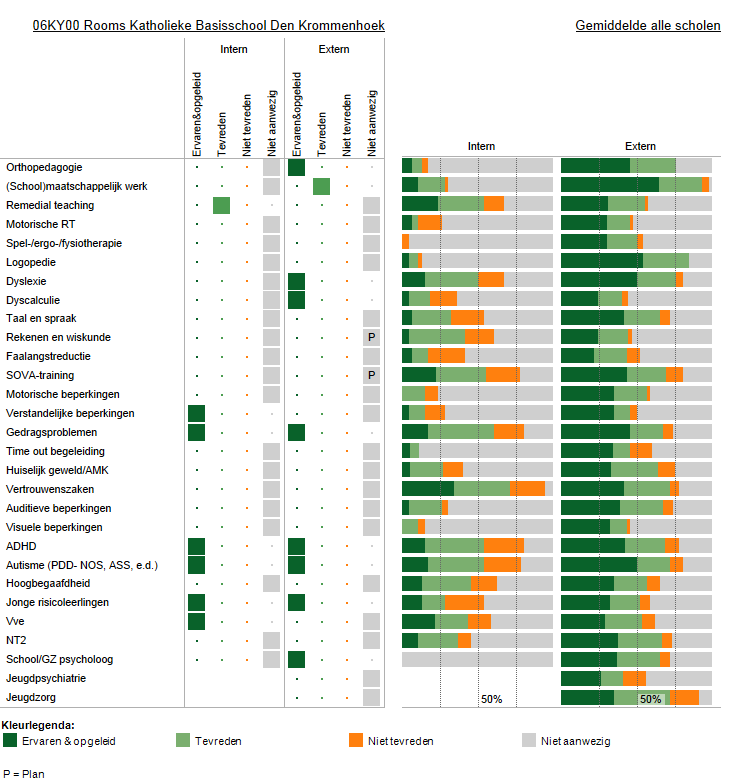 06KY00 Rooms Katholieke Basisschool Den Krommenhoek Gemiddelde alle scholen
Intern Extern
Ervaren&opgeleid Tevreden Niet tevreden Niet aanwezig Ervaren&opgeleid Tevreden Niet tevreden Niet aanwezig
Intern Extern
Orthopedagogie
(School)maatschappelijk werk
Remedial teaching
Motorische RT
Spel-/ergo-/fysiotherapie
Logopedie
Dyslexie
Dyscalculie
Taal en spraak
Rekenen en wiskunde P
Faalangstreductie
SOVA-training P
Motorische beperkingen
Verstandelijke beperkingen
Gedragsproblemen
Time out begeleiding
Huiselijk geweld/AMK
Vertrouwenszaken
Auditieve beperkingen
Visuele beperkingen
ADHD
Autisme (PDD- NOS, ASS, e.d.)
Hoogbegaafdheid
Jonge risicoleerlingen
Vve
NT2
School/GZ psycholoog
Jeugdpsychiatrie
Jeugdzorg 50% 50%
Kleurlegenda:
Ervaren & opgeleid Tevreden Niet tevreden Niet aanwezig
P = Plan